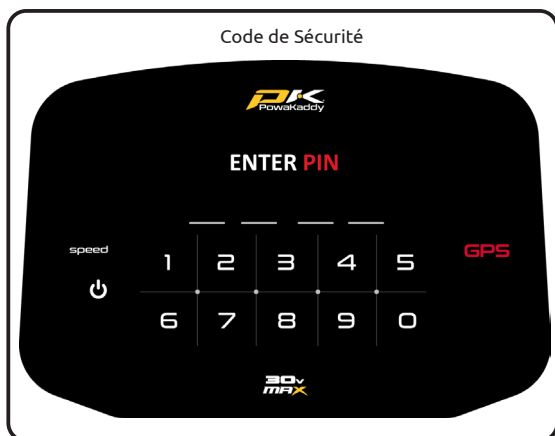 Code de Sécurité
PK
PowaKaddy
ENTER PIN
speed
GPS
1 2 3 4 5
6 7 8 9 0
30v
MAX